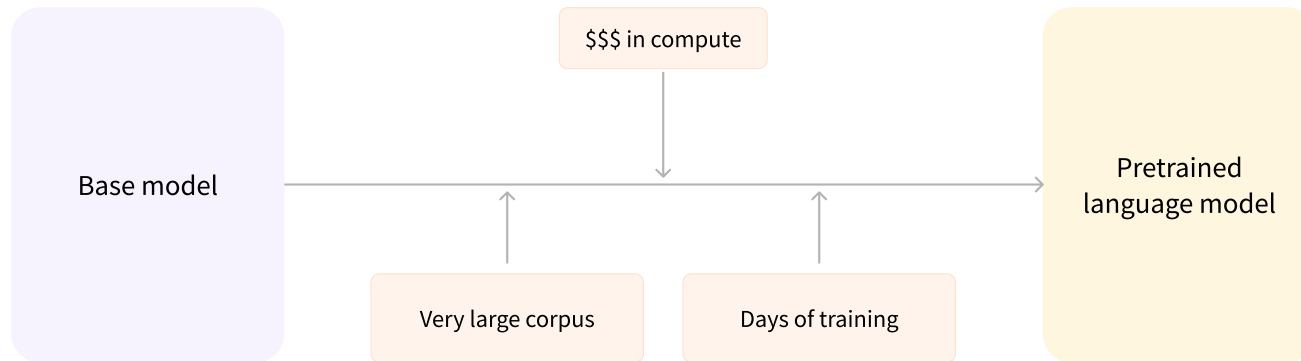 $$$ in compute
Base model
Pretrained
language model
Very large corpus
Days of training